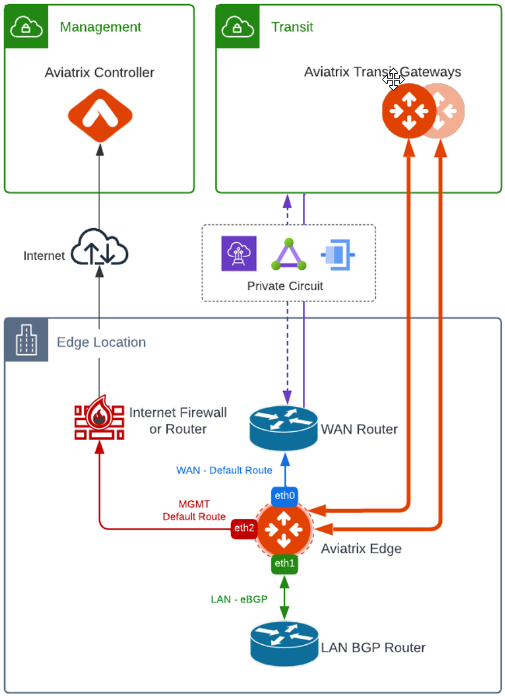 Management
Transit
Aviatrix Controller
Aviatrix Transit Gateways
Internet
Private Circuit
Edge Location
Internet Firewall
or Router
WAN Router
WAN - Default Route
MGMT
Default Route
eth0
eth2
Aviatrix Edge
eth1
LAN - eBGP
LAN BGP Router